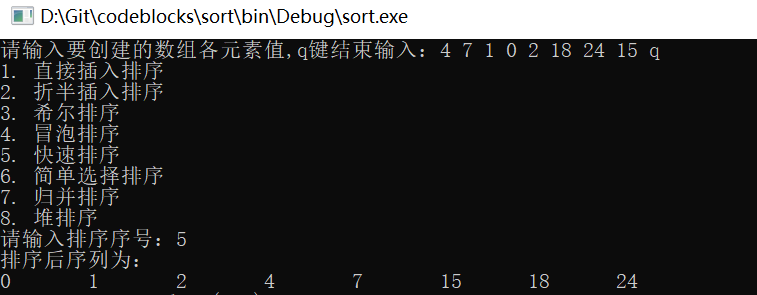 D:\Git\codeblocks\sort\bin\Debug\sort.exe
请输入要创建的数组各元素值,q键结束输入：4 7 1 0 2 18 24 15 q
1. 直接插入排序
2. 折半插入排序
3. 希尔排序
4. 冒泡排序
5. 快速排序
6. 简单选择排序
7. 归并排序
8. 堆排序
请输入排序序号：5
排序后序列为：
0 1 2 4 7 15 18 24